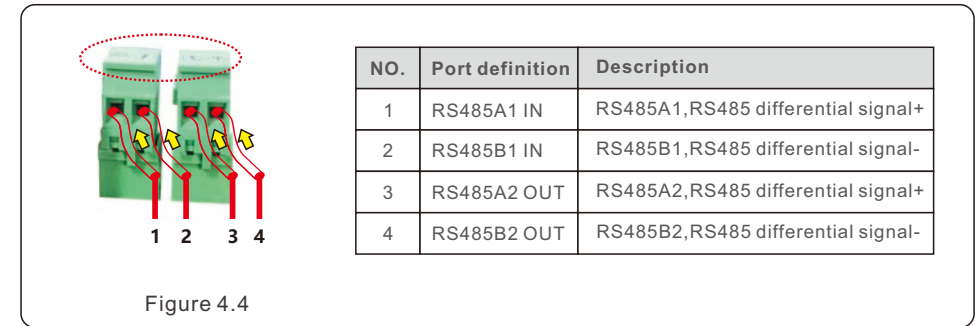 NO. Port definition Description
1 RS485A1 IN RS485A1,RS485 differential signal+
2 RS485B1 IN RS485B1,RS485 differential signal-
3 RS485A2 OUT RS485A2,RS485 differential signal+
4 RS485B2 OUT RS485B2,RS485 differential signal-
1 2 3 4
Figure 4.4